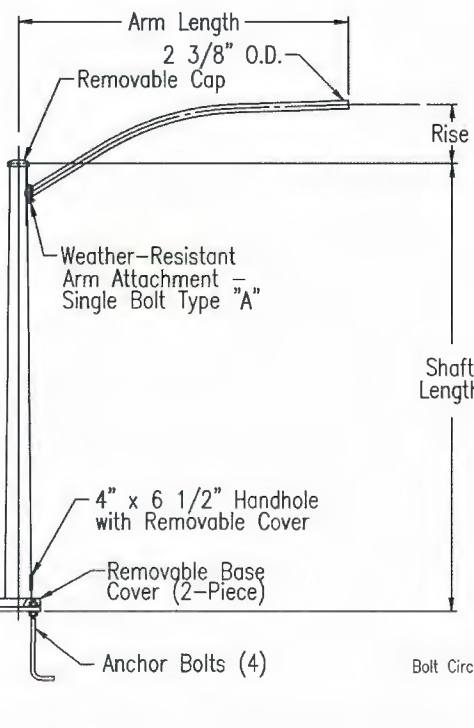 Arm Length
2 3/8" O.D.
Removable Cap
Rise
Weather-Resistant
Arm Attachment –
Single Bolt Type "A"
Shaft
Length
4" x 6 1/2" Handhole
with Removable Cover
Removable Base
Cover (2-Piece)
Anchor Bolts (4)
Bolt Circ